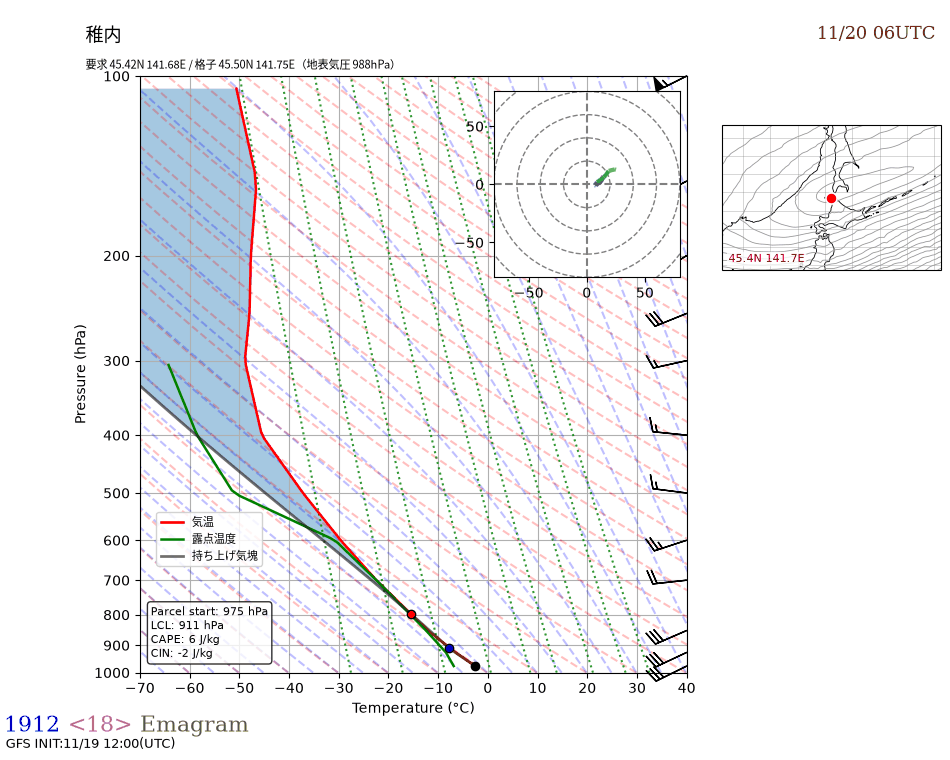 稚内
11/20 06UTC
要求 45.42N 141.68E / 格子 45.50N 141.75E（地表気圧 988hPa）
100
200
300
400
500
600
700
800
900
1000
Pressure (hPa)
50
0
−50
−50 0 50
45.4N 141.7E
気温
露点温度
持ち上げ気塊
Parcel start: 975 hPa
LCL: 911 hPa
CAPE: 6 J/kg
CIN: -2 J/kg
−70 −60 −50 −40 −30 −20 −10 0 10 20 30 40
Temperature (°C)
1912 <18> Emagram
GFS INIT:11/19 12:00(UTC)